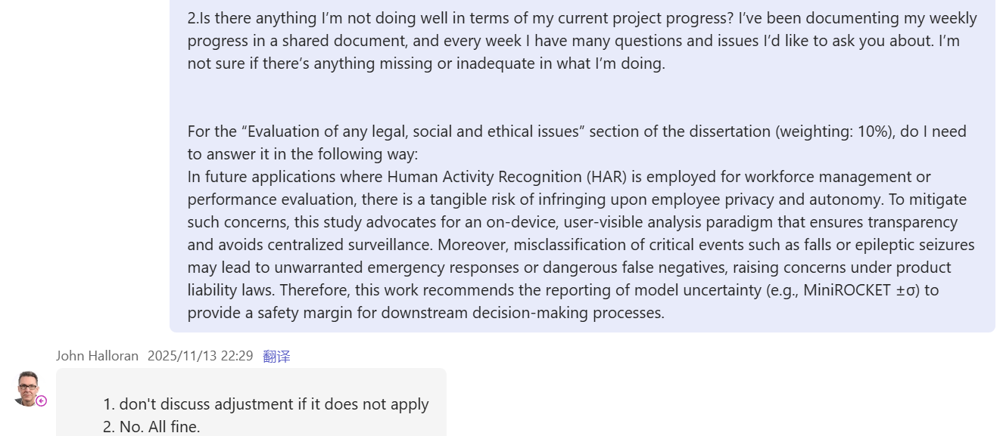 2.Is there anything I’m not doing well in terms of my current project progress? I’ve been documenting my weekly
progress in a shared document, and every week I have many questions and issues I’d like to ask you about. I’m
not sure if there’s anything missing or inadequate in what I’m doing.
For the “Evaluation of any legal, social and ethical issues” section of the dissertation (weighting: 10%), do I need
to answer it in the following way:
In future applications where Human Activity Recognition (HAR) is employed for workforce management or
performance evaluation, there is a tangible risk of infringing upon employee privacy and autonomy. To mitigate
such concerns, this study advocates for an on-device, user-visible analysis paradigm that ensures transparency
and avoids centralized surveillance. Moreover, misclassification of critical events such as falls or epileptic seizures
may lead to unwarranted emergency responses or dangerous false negatives, raising concerns under product
liability laws. Therefore, this work recommends the reporting of model uncertainty (e.g., MiniROCKET ±σ) to
provide a safety margin for downstream decision-making processes.
John Halloran 2025/11/13 22:29 翻译
1. don't discuss adjustment if it does not apply
2. No. All fine.